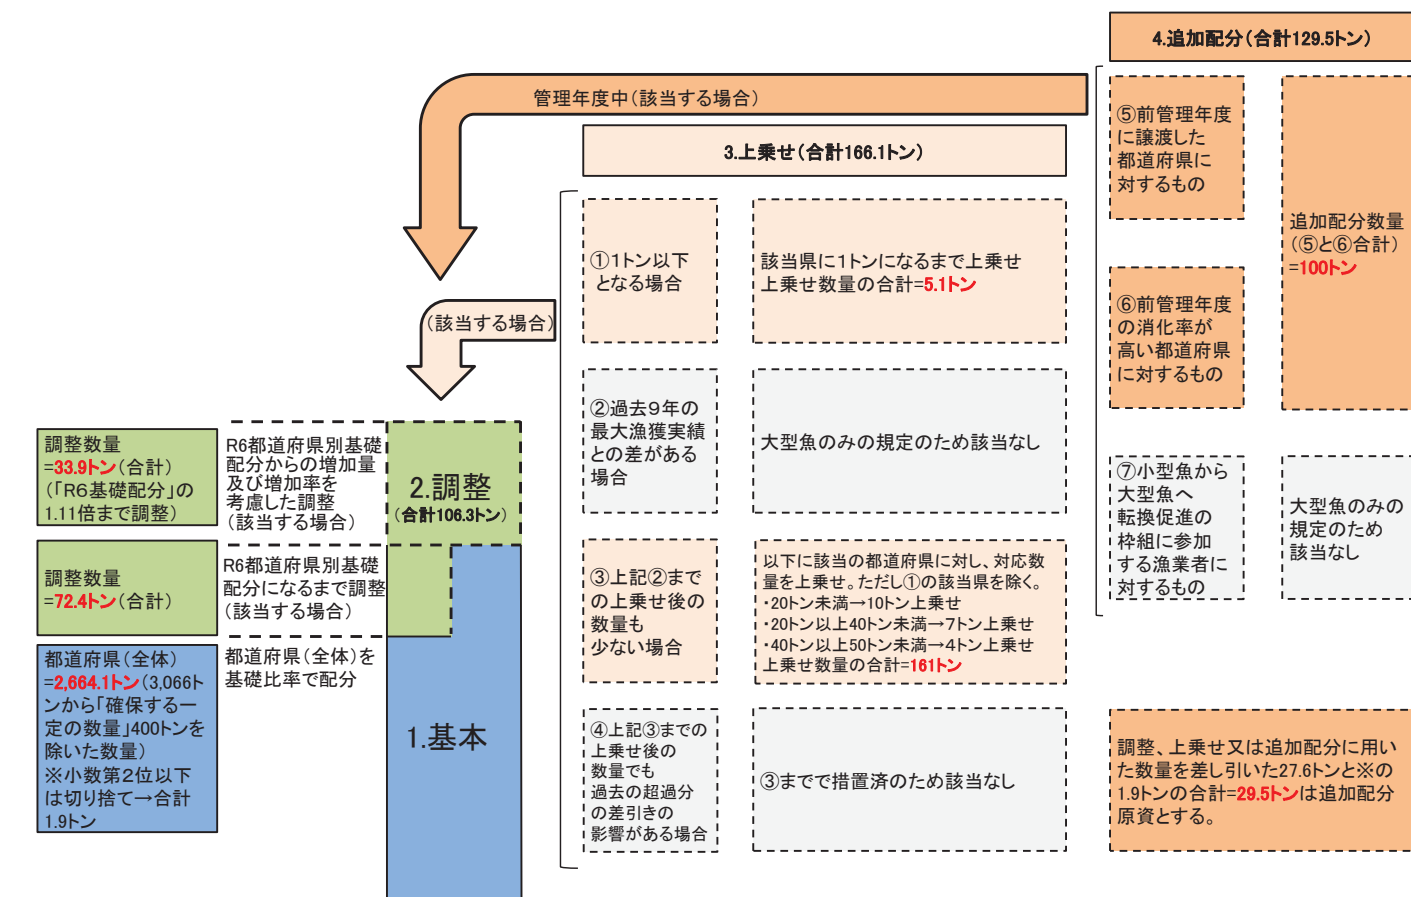 4.追加配分（合計129.5トン）
管理年度中（該当する場合）
⑤前管理年度
に譲渡した
都道府県に
対するもの
追加配分数量
（⑤と⑥合計）
=100トン
⑥前管理年度
の消化率が
高い都道府県
に対するもの
⑦小型魚から
大型魚へ
転換促進の
枠組に参加
する漁業者に
対するもの
大型魚のみの
規定のため
該当なし
調整、上乗せ又は追加配分に用い
た数量を差し引いた27.6トンと※の
1.9トンの合計=29.5トンは追加配分
原資とする。
3.上乗せ（合計166.1トン）
（該当する場合）
①1トン以下
となる場合
該当県に1トンになるまで上乗せ
上乗せ数量の合計=5.1トン
②過去９年の
最大漁獲実績
との差がある
場合
大型魚のみの規定のため該当なし
③上記②まで
の上乗せ後の
数量も
少ない場合
以下に該当の都道府県に対し、対応数
量を上乗せ。ただし①の該当県を除く。
・20トン未満→10トン上乗せ
・20トン以上40トン未満→7トン上乗せ
・40トン以上50トン未満→4トン上乗せ
上乗せ数量の合計=161トン
④上記③までの
上乗せ後の
数量でも
過去の超過分
の差引きの
影響がある場合
③までで措置済のため該当なし
調整数量
=33.9トン（合計）
（「R６基礎配分」の
1.11倍まで調整）
R6都道府県別基礎
配分からの増加量
及び増加率を
考慮した調整
（該当する場合）
2.調整
（合計106.3トン）
調整数量
=72.4トン（合計）
R6都道府県別基礎
配分になるまで調整
（該当する場合）
都道府県（全体）
=2,664.1トン（3,066ト
ンから「確保する一
定の数量」400トンを
除いた数量）
※小数第２位以下
は切り捨て→合計
1.9トン
都道府県（全体）を
基礎比率で配分
1.基本